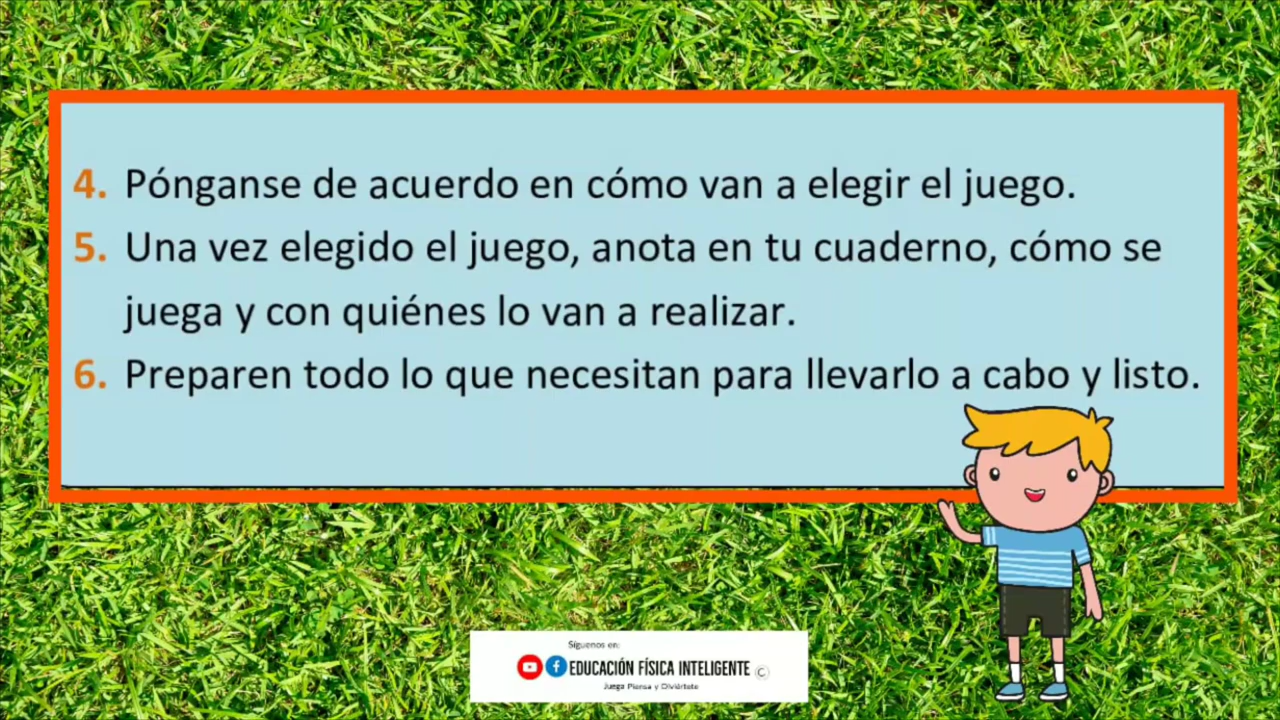 4. Pónganse de acuerdo en cómo van a elegir el juego.
5. Una vez elegido el juego, anota en tu cuaderno, cómo se
juega y con quiénes lo van a realizar.
6. Preparen todo lo que necesitan para llevarlo a cabo y listo.
Síguenos en:
EDUCACIÓN FÍSICA INTELIGENTE ©
Juega Piensa y Diviértete